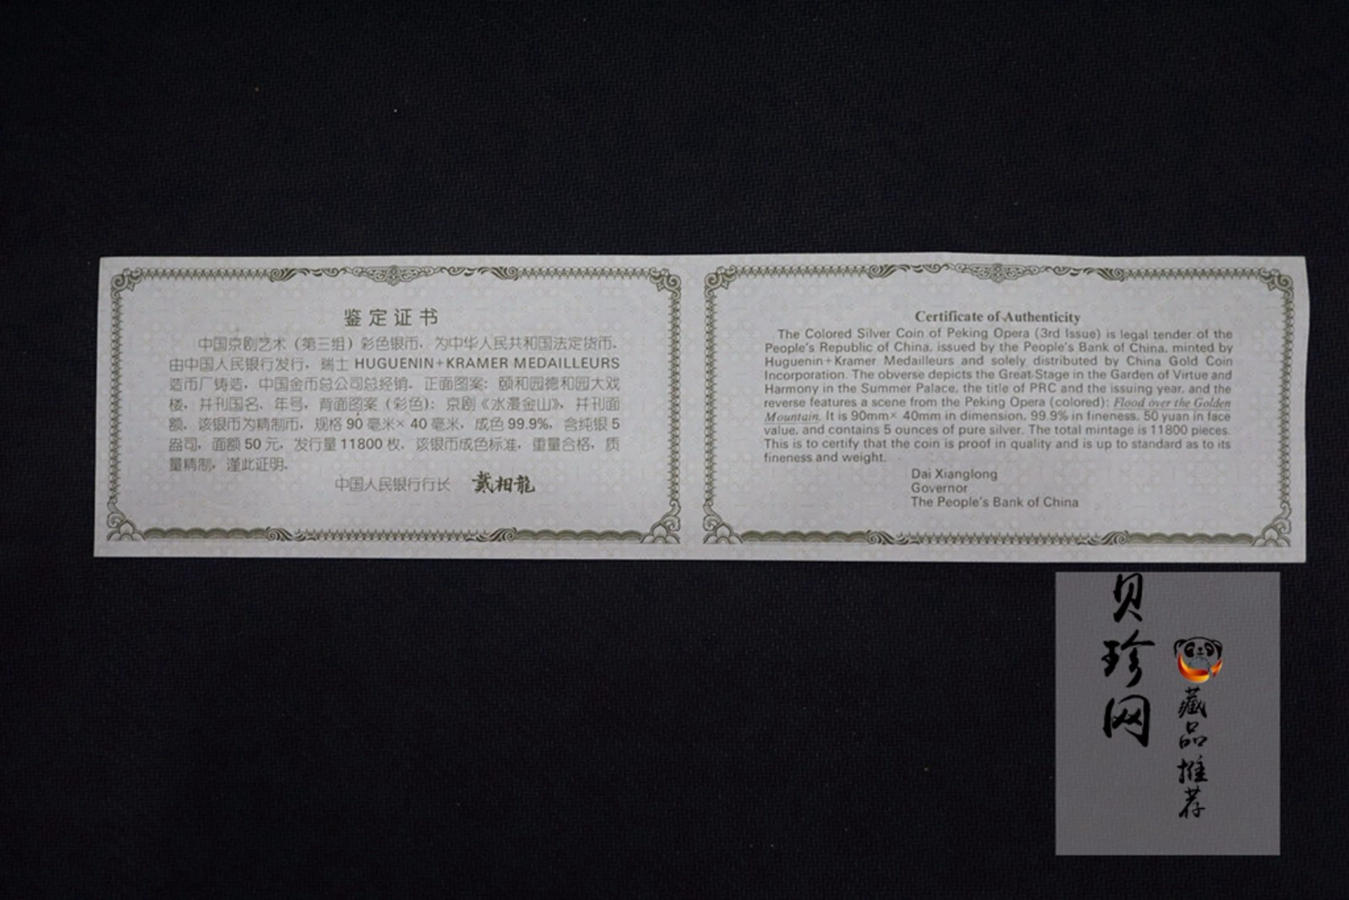 鉴定证书
中国京剧艺术（第三组）彩色银币，为中华人民共和国法定货币，
由中国人民银行发行，瑞士 HUGUENIN+KRAMER MEDAILLEURS
造币厂铸造，中国金币总公司总经销。正面图案：颐和园德和园大戏
楼，并刊国名、年号，背面图案（彩色）：京剧《水漫金山》，并刊面
额，该银币为精制币，规格 90 毫米× 40 毫米，成色 99.9%，含纯银 5
盎司，面额 50 元，发行量 11800 枚，该银币成色标准，重量合格，质
量精制，谨此证明。
中国人民银行行长 戴相龍
Certificate of Authenticity
The Colored Silver Coin of Peking Opera (3rd Issue) is legal tender of the
People's Republic of China, issued by the People's Bank of China, minted by
Huguenin+Kramer Medailleurs and solely distributed by China Gold Coin
Incorporation. The obverse depicts the Great Stage in the Garden of Virtue and
Harmony in the Summer Palace, the title of PRC and the issuing year, and the
reverse features a scene from the Peking Opera (colored): Flood over the Golden
Mountain. It is 90mm× 40mm in dimension, 99.9% in fineness, 50 yuan in face
value, and contains 5 ounces of pure silver. The total mintage is 11800 pieces.
This is to certify that the coin is proof in quality and is up to standard as to its
fineness and weight.
Dai Xianglong
Governor
The People's Bank of China
贝珍网
藏品推荐